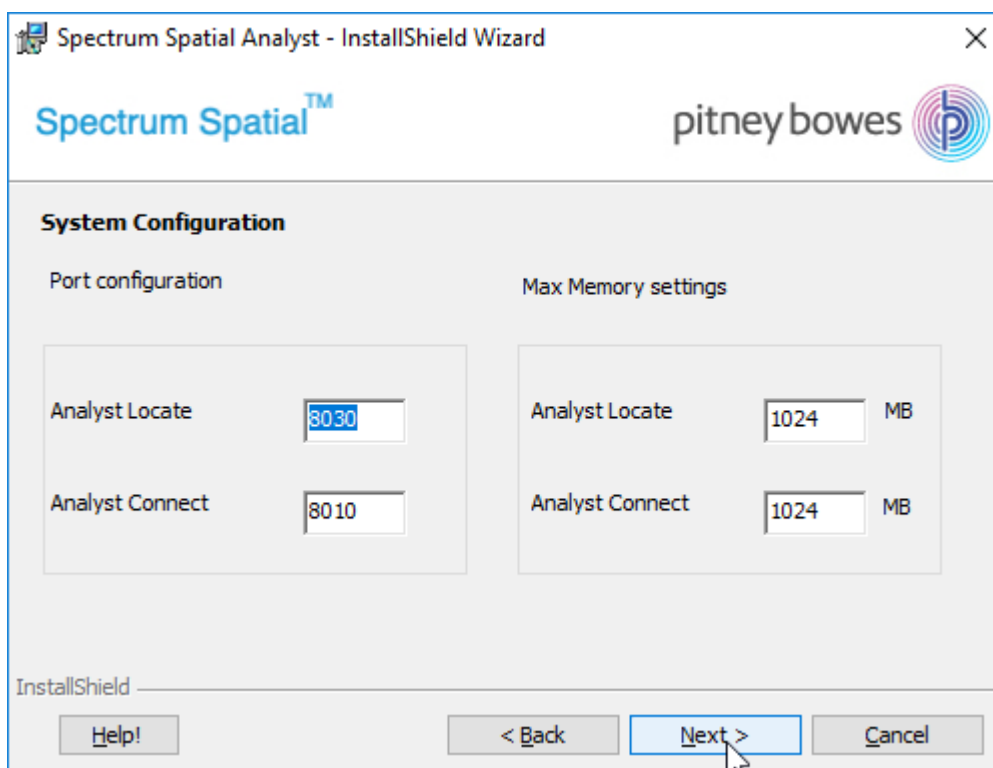 Spectrum Spatial Analyst - InstallShield Wizard
Spectrum Spatial™
pitney bowes
System Configuration
Port configuration
Max Memory settings
Analyst Locate 8030
Analyst Connect 8010
Analyst Locate 1024 MB
Analyst Connect 1024 MB
InstallShield
Help!
< Back
Next >
Cancel